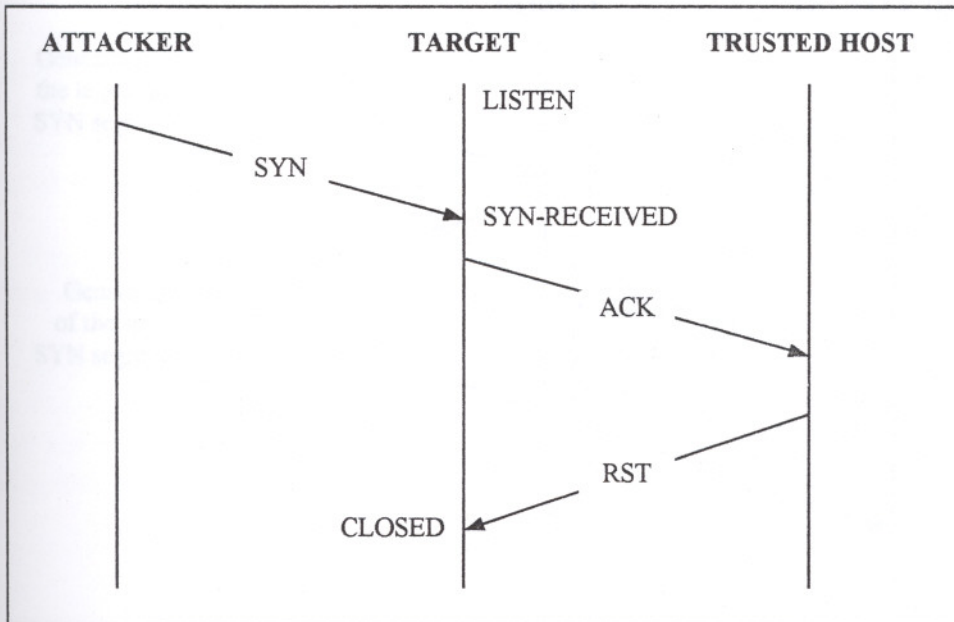 ATTACKER TARGET TRUSTED HOST
LISTEN
SYN
SYN-RECEIVED
ACK
RST
CLOSED